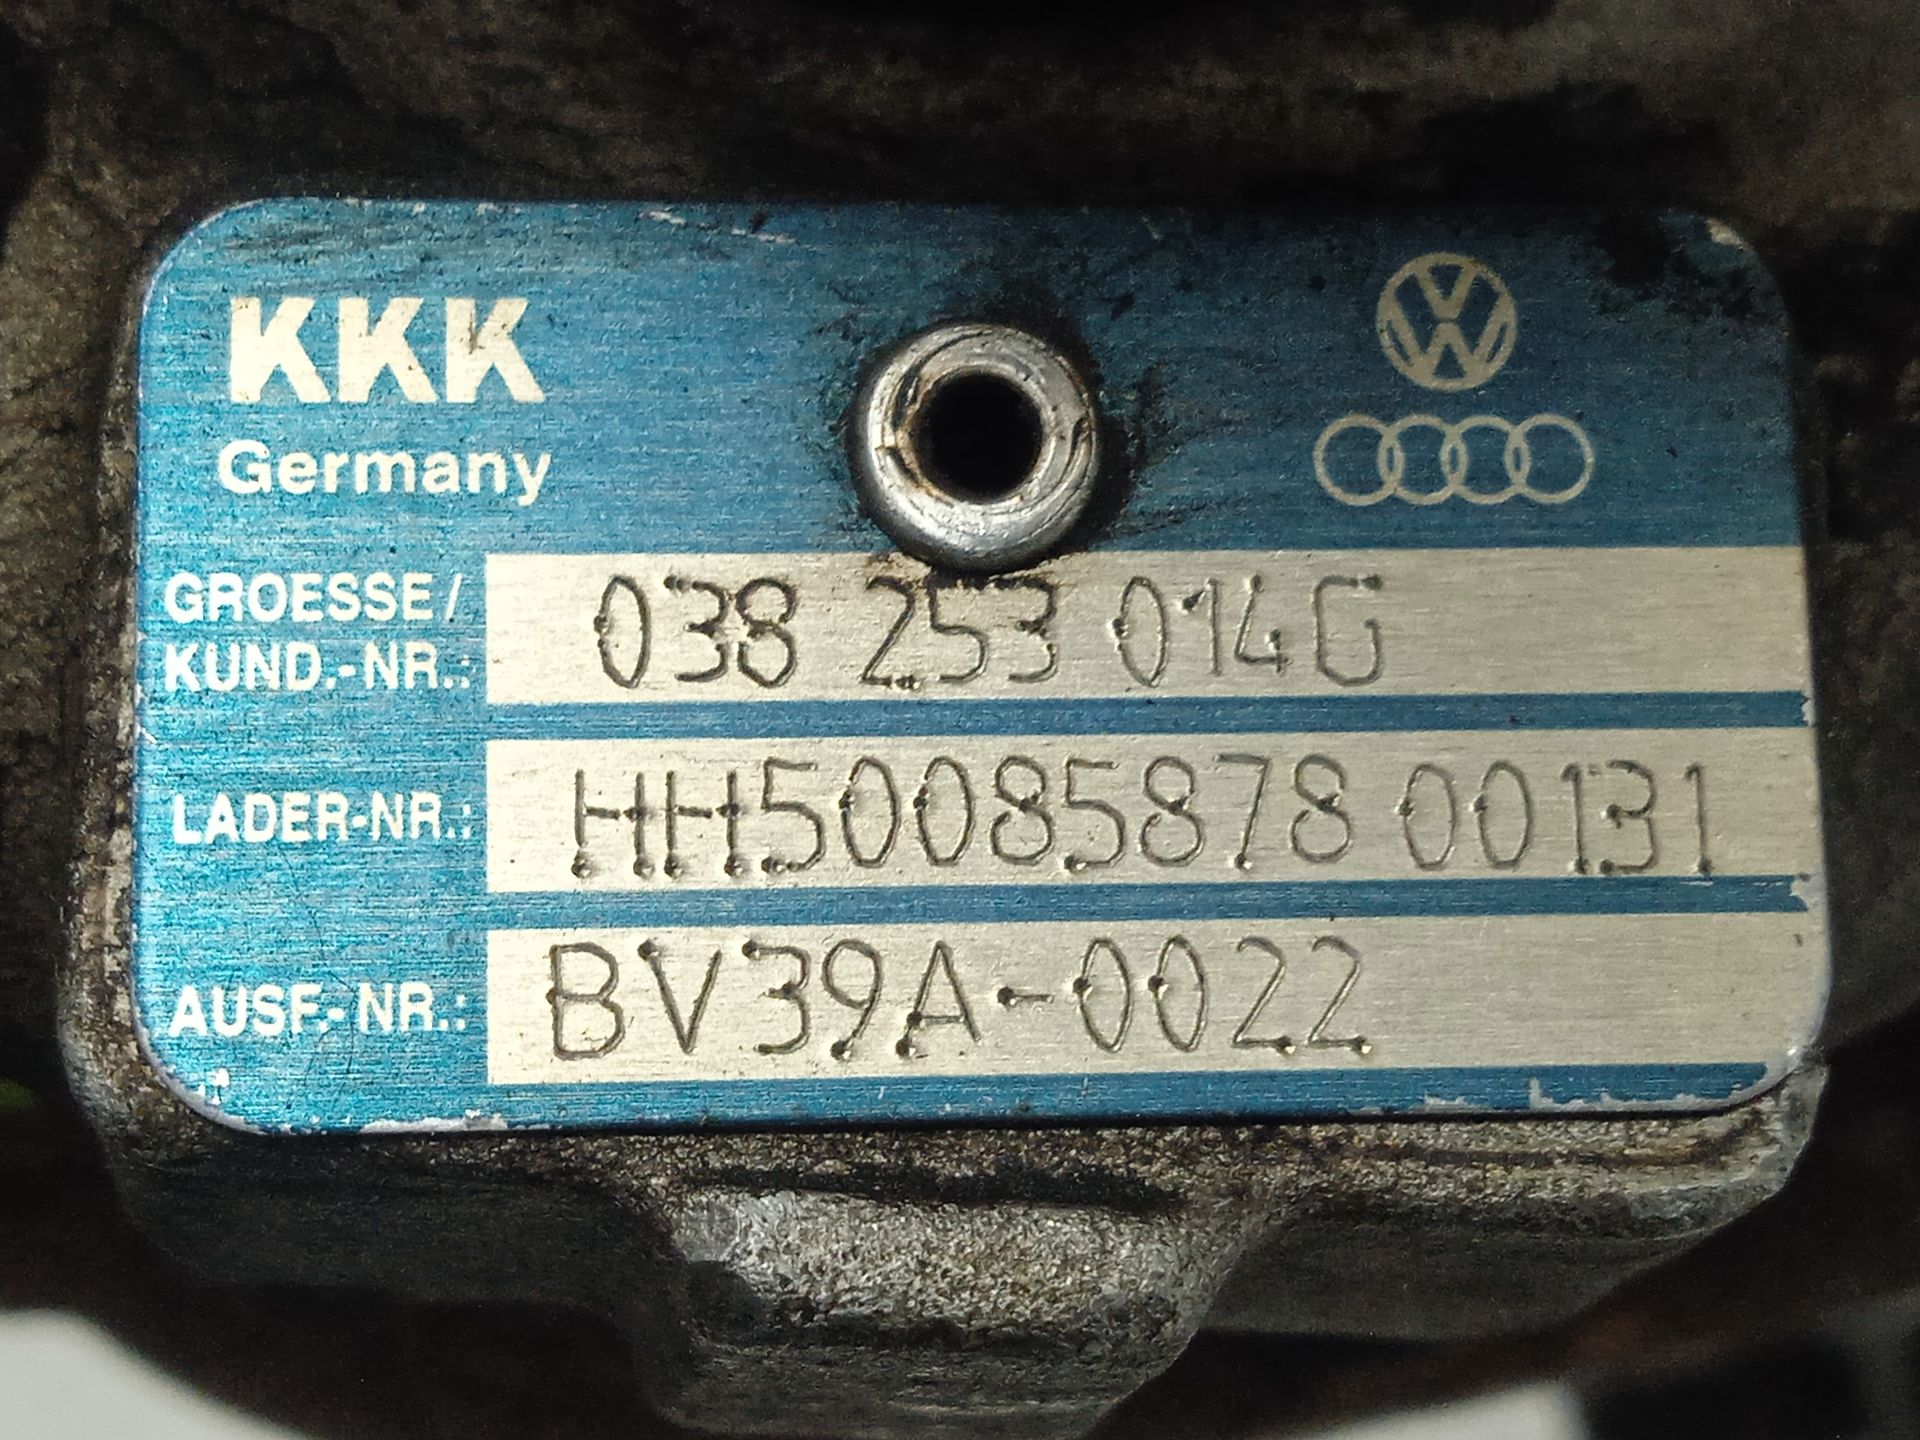 KKK
Germany
GROESSE/
KUND.-NR.: 038 253 014G
LADER-NR.: HH50085878 00131
AUSF.-NR.: BV39A-0022